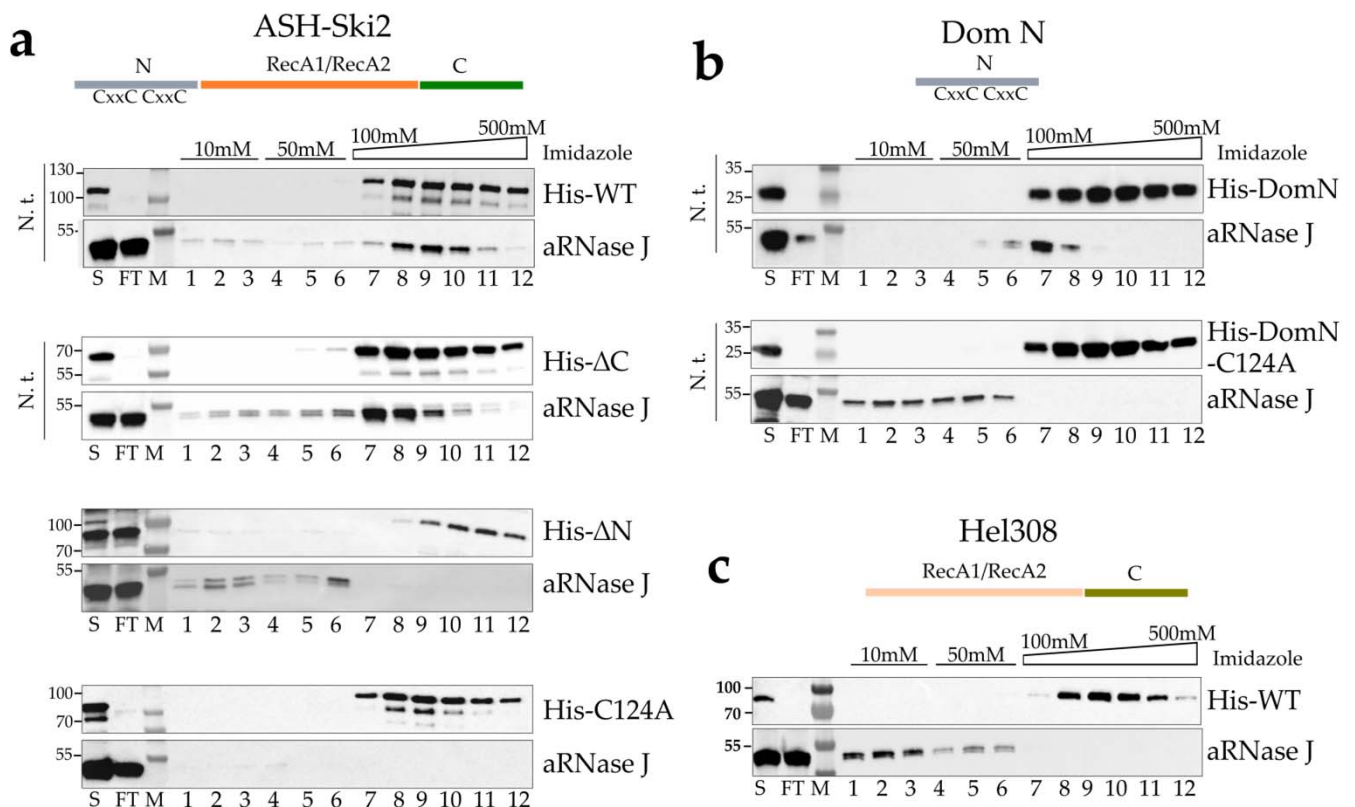 a
ASH-Ski2
N
RecA1/RecA2
C
CxxC CxxC
10mM
50mM
100mM
500mM
Imidazole
N. t.
130
100
His-WT
55-
aRNase J
S FT M 1 2 3 4 5 6 7 8 9 10 11 12
N. t.
70-
55-
His-ΔC
55-
aRNase J
S FT M 1 2 3 4 5 6 7 8 9 10 11 12
100-
70-
His-ΔN
55-
aRNase J
S FT M 1 2 3 4 5 6 7 8 9 10 11 12
100-
70-
His-C124A
55-
aRNase J
S FT M 1 2 3 4 5 6 7 8 9 10 11 12
b
Dom N
N
CxxC CxxC
10mM
50mM
100mM
500mM
Imidazole
N. t.
35-
25-
His-DomN
55-
aRNase J
S FT M 1 2 3 4 5 6 7 8 9 10 11 12
N. t.
35-
25-
His-DomN
-C124A
55-
aRNase J
S FT M 1 2 3 4 5 6 7 8 9 10 11 12
c
Hel308
RecA1/RecA2
C
10mM
50mM
100mM
500mM
Imidazole
100-
70-
His-WT
55-
aRNase J
S FT M 1 2 3 4 5 6 7 8 9 10 11 12